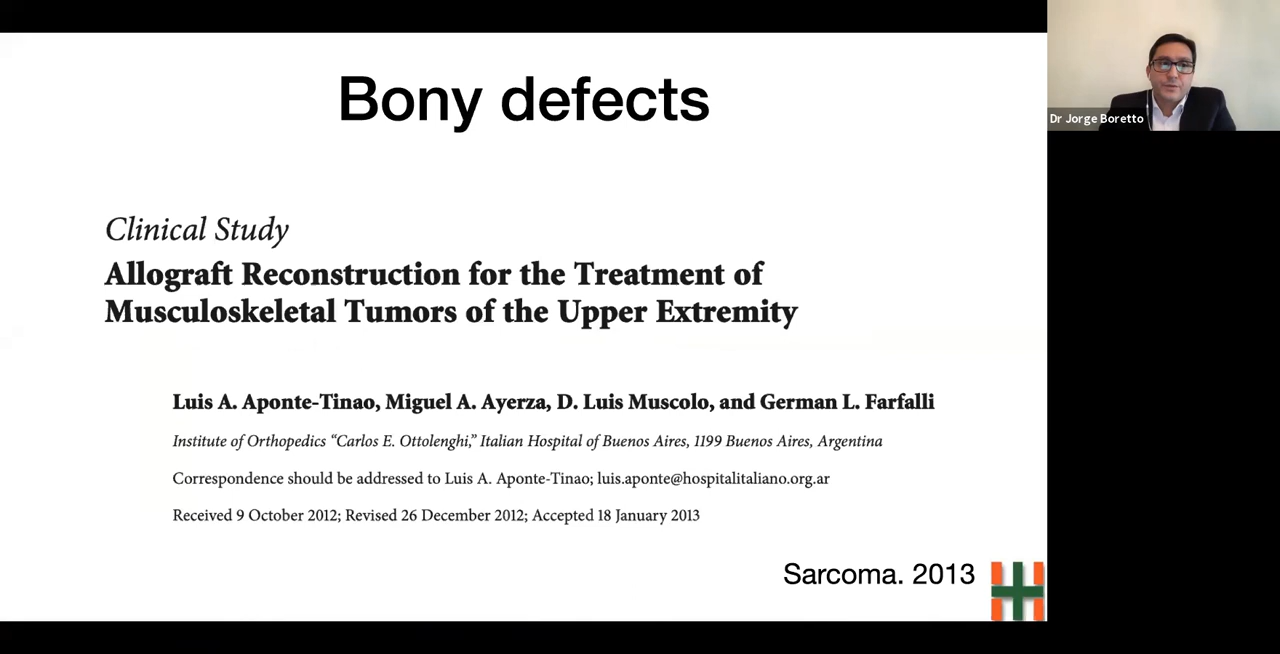 Bony defects
Dr Jorge Boretto
Clinical Study
Allograft Reconstruction for the Treatment of
Musculoskeletal Tumors of the Upper Extremity
Luis A. Aponte-Tinao, Miguel A. Ayerza, D. Luis Muscolo, and German L. Farfalli
Institute of Orthopedics “Carlos E. Ottolenghi,” Italian Hospital of Buenos Aires, 1199 Buenos Aires, Argentina
Correspondence should be addressed to Luis A. Aponte-Tinao; luis.aponte@hospitalitaliano.org.ar
Received 9 October 2012; Revised 26 December 2012; Accepted 18 January 2013
Sarcoma. 2013